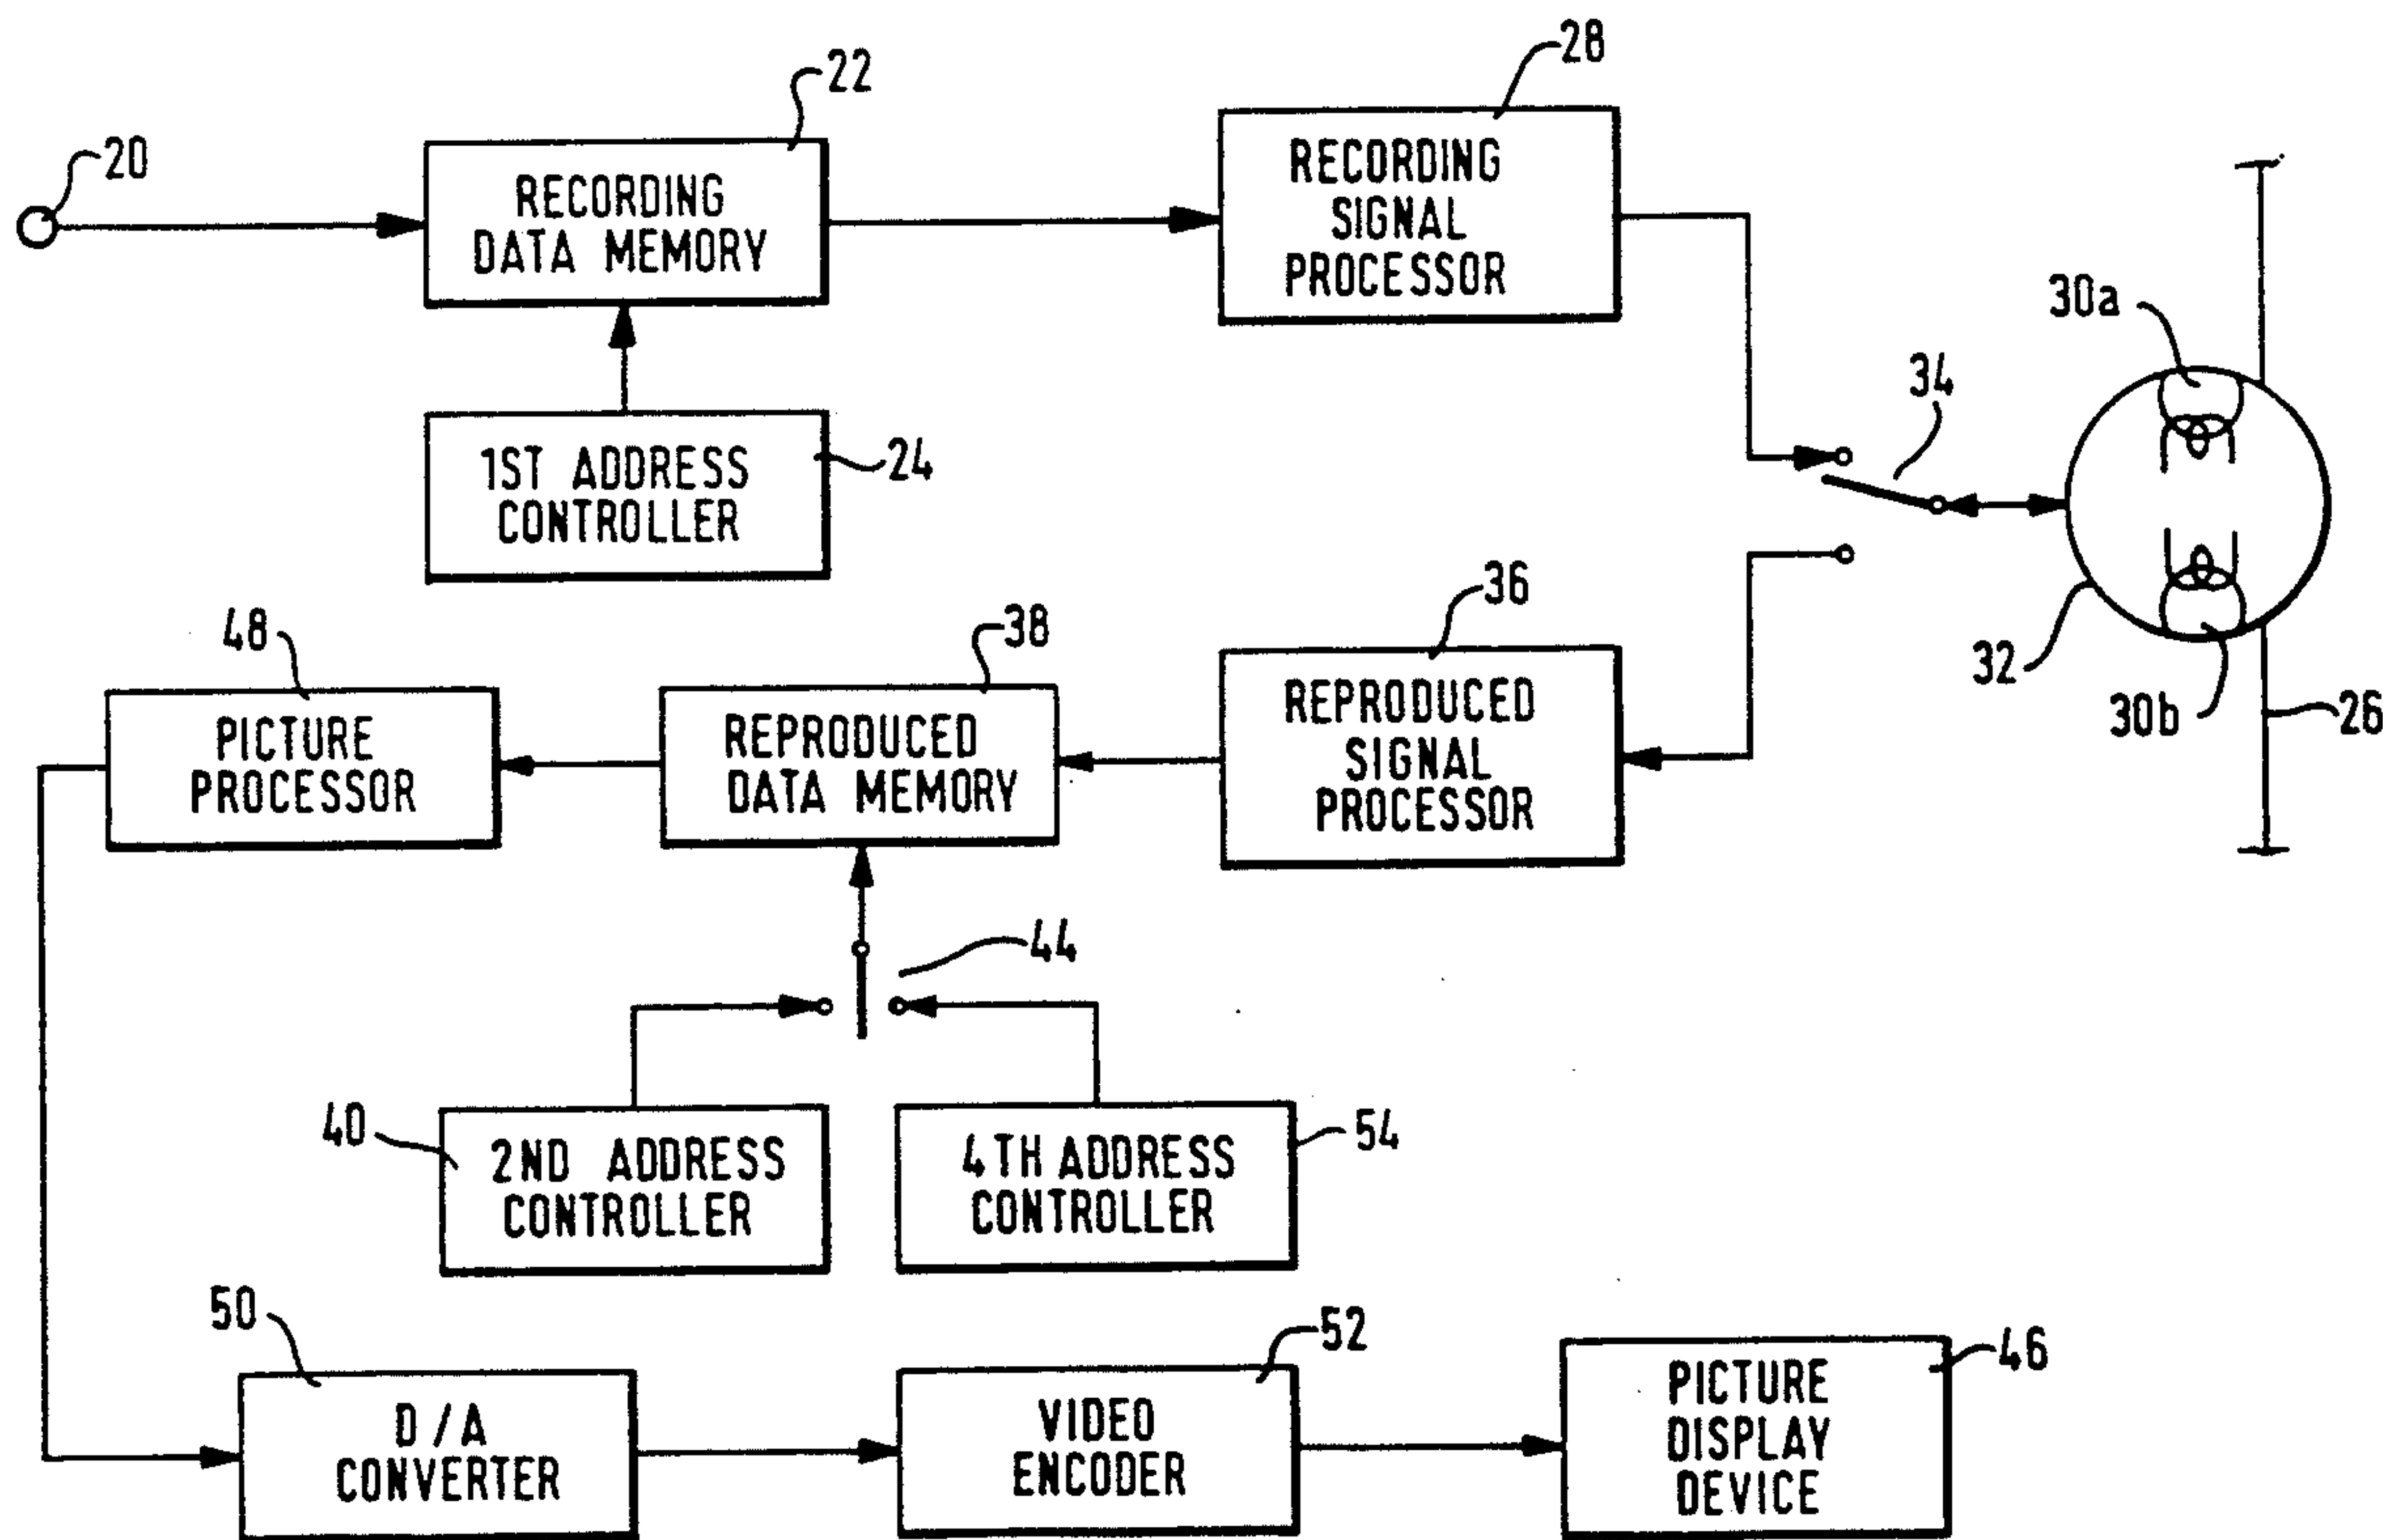 20
22
RECORDING
DATA MEMORY
28
RECORDING
SIGNAL
PROCESSOR
1ST ADDRESS
CONTROLLER
24
34
30a
32
30b
26
36
REPRODUCED
SIGNAL
PROCESSOR
38
REPRODUCED
DATA MEMORY
48
PICTURE
PROCESSOR
44
40
2ND ADDRESS
CONTROLLER
4TH ADDRESS
CONTROLLER
54
50
D/A
CONVERTER
52
VIDEO
ENCODER
46
PICTURE
DISPLAY
DEVICE